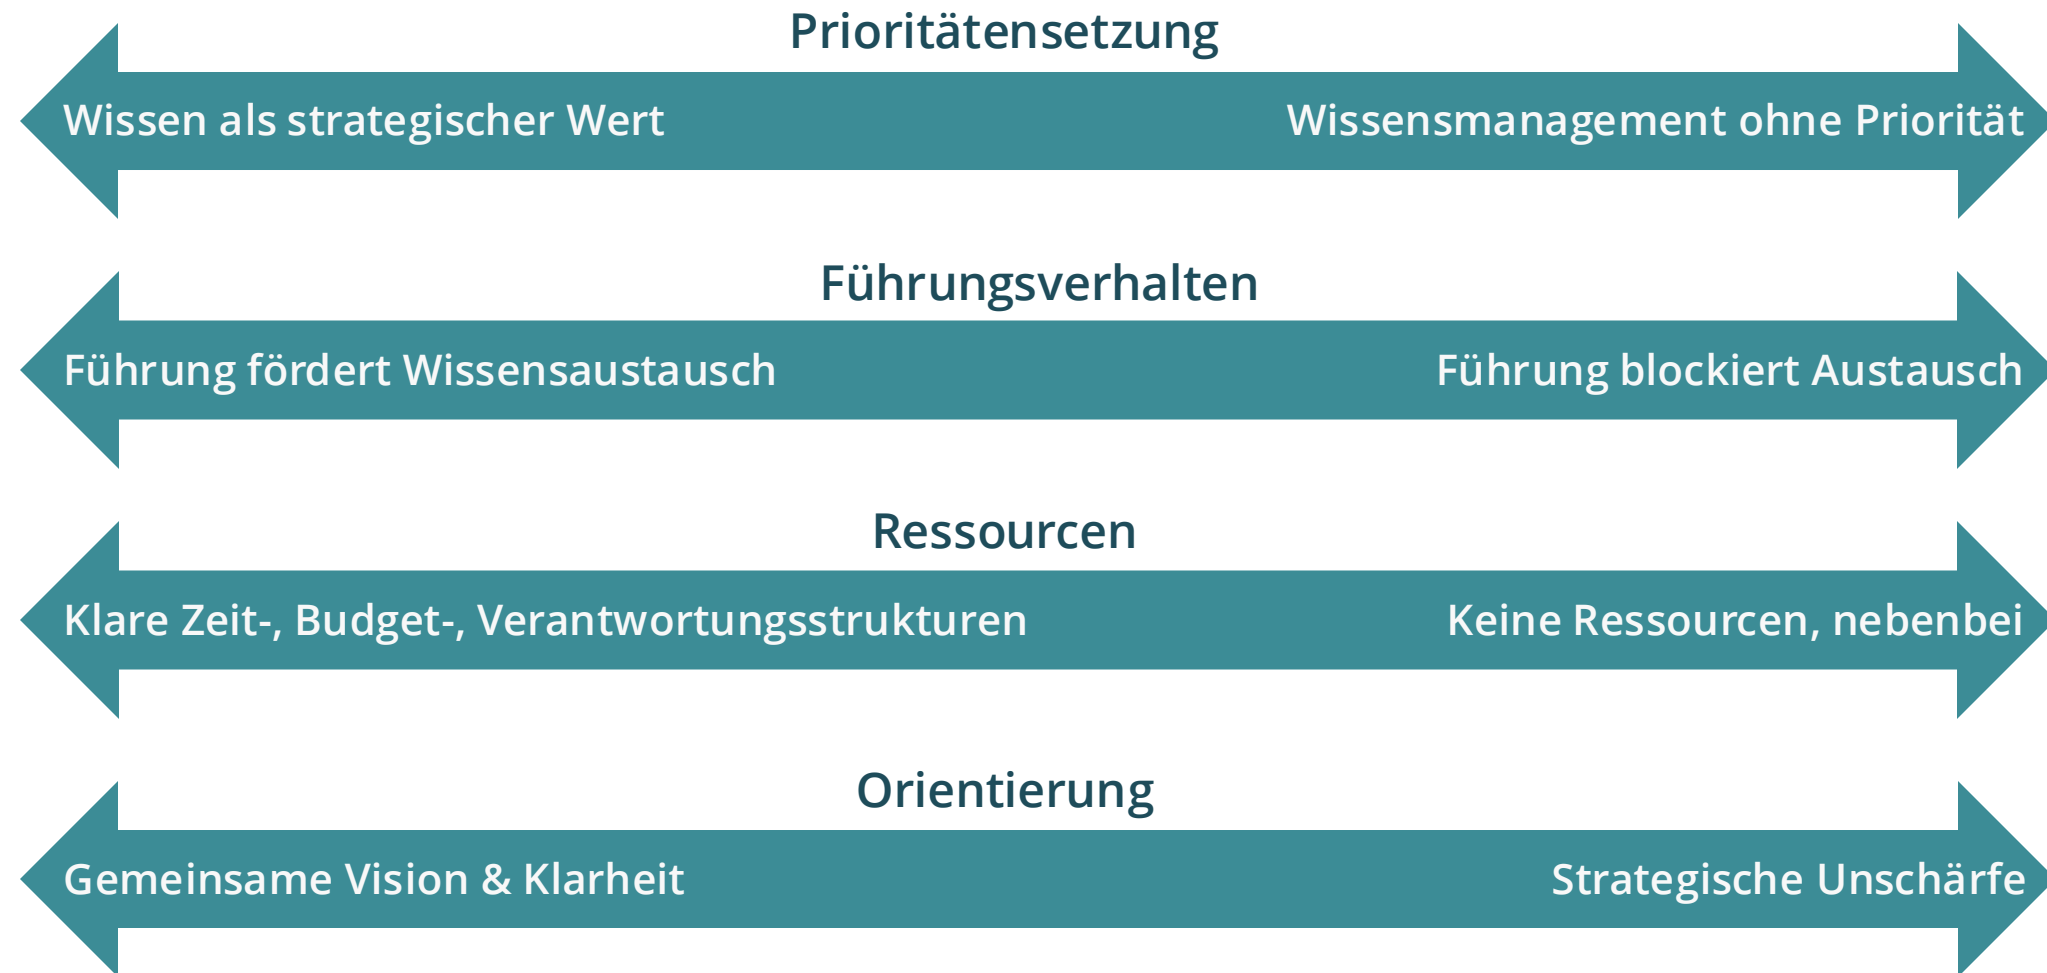 Prioritätensetzung
Wissen als strategischer Wert
Wissensmanagement ohne Priorität
Führungsverhalten
Führung fördert Wissensaustausch
Führung blockiert Austausch
Ressourcen
Klare Zeit-, Budget-, Verantwortungsstrukturen
Keine Ressourcen, nebenbei
Orientierung
Gemeinsame Vision & Klarheit
Strategische Unschärfe